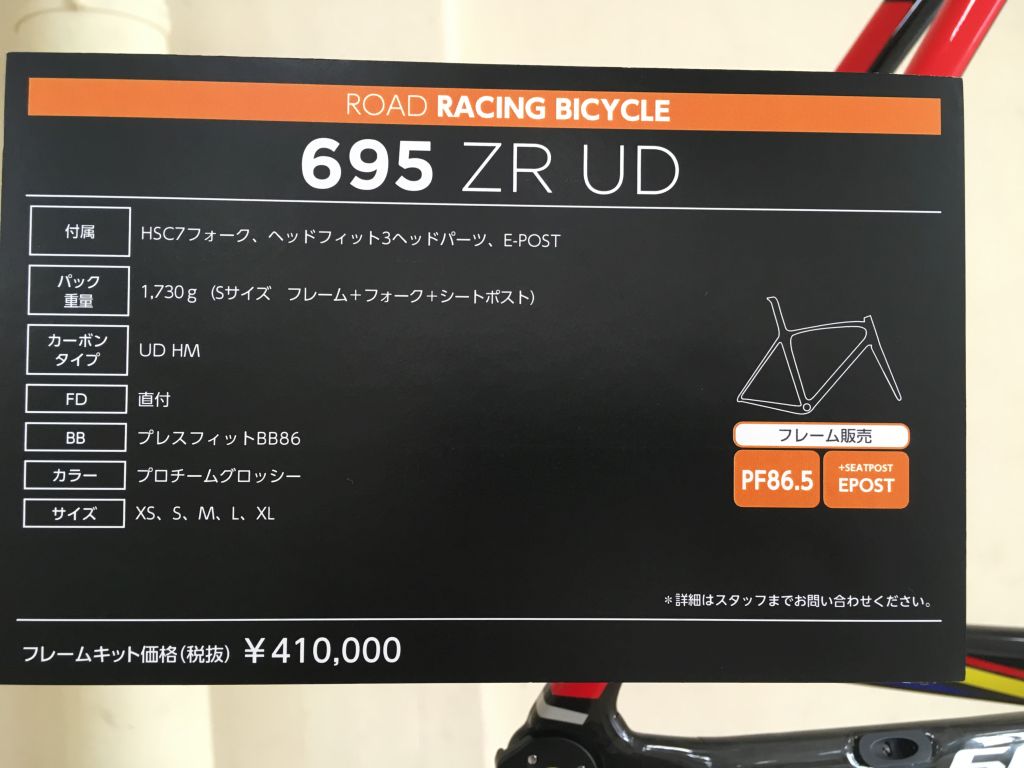 ROAD RACING BICYCLE
695 ZR UD
付属
HSC7フォーク、ヘッドフィット3ヘッドパーツ、E-POST
パック
重量
1,730g (Sサイズ フレーム+フォーク+シートポスト)
カーボン
タイプ
UD HM
FD
直付
BB
プレスフィットBB86
カラー
プロチームグロッシー
サイズ
XS、S、M、L、XL
フレーム販売
PF86.5
+SEATPOST
EPOST
*詳細はスタッフまでお問い合わせください。
フレームキット価格(税抜) ¥410,000